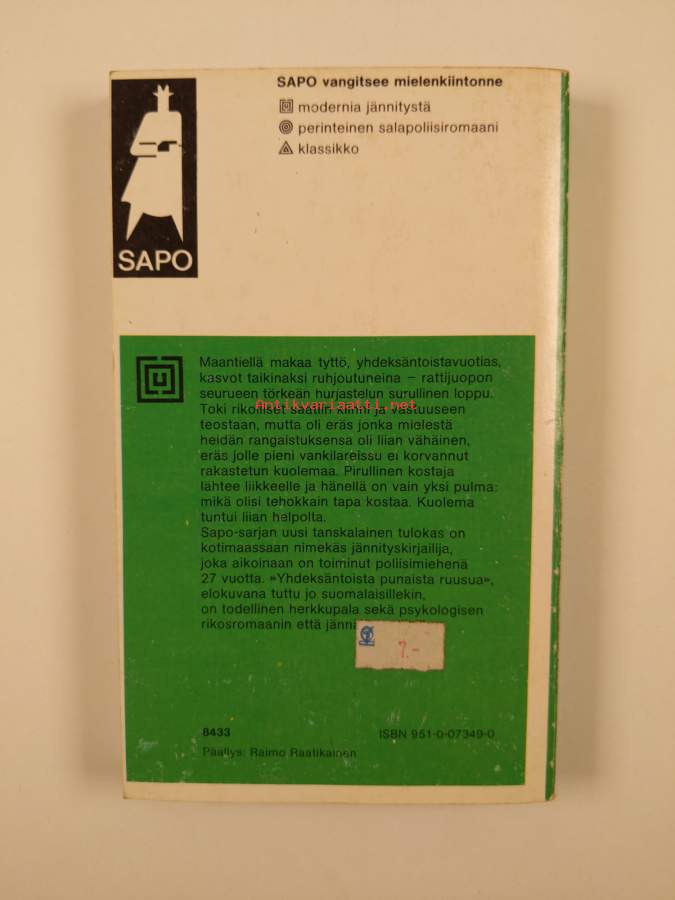 SAPO vangitsee mielenkiintonne
modernia jännitystä
perinteinen salapoliisiromaani
klassikko
SAPO
Maantiellä makaa tyttö, yhdeksäntoistavuotias,
kasvot taikinaksi ruhjoutuneina – rattijuopon
seurueen törkeän hurjastelun surullinen loppu.
Antikvariaatti.net
Toki rikolliset saatiin kiinni ja vastuuseen
teostaan, mutta oli eräs jonka mielestä
heidän rangaistuksensa oli liian vähäinen,
eräs jolle pieni vankilareissu ei korvannut
rakastetun kuolemaa. Pirullinen kostaja
lähtee liikkeelle ja hänellä on vain yksi pulma:
mikä olisi tehokkain tapa kostaa. Kuolema
tuntui liian helpolta.
Sapo-sarjan uusi tanskalainen tulokas on
kotimaassaan nimekäs jännityskirjailija,
joka aikoinaan on toiminut poliisimiehenä
27 vuotta. »Yhdeksäntoista punaista ruusua»,
elokuvana tuttu jo suomalaisillekin,
on todellinen herkkupala sekä psykologisen
rikosromaanin että
7.-
8433
ISBN 951-0-07349-0
Päällys: Raimo Raatikainen